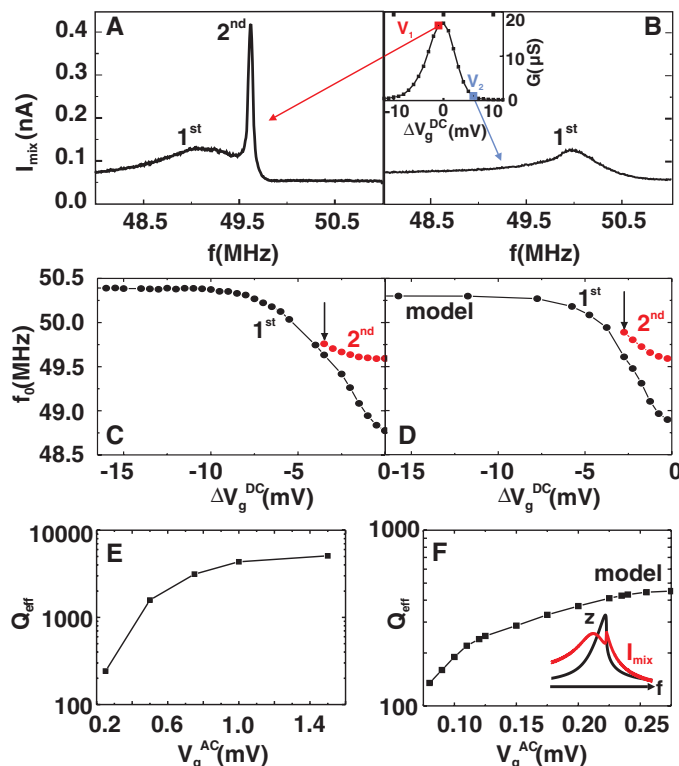 A
2nd
1st
0.4
0.3
0.2
0.1
0.0
I_mix (nA)
48.5 49.5 50.5
f(MHz)
V1
V2
20
10
0
G(µS)
-10 0 10
ΔVg^DC(mV)
B
1st
48.5 49.5 50.5
f(MHz)
50.5
50.0
49.5
49.0
48.5
f0(MHz)
1st
2nd
C
-15 -10 -5
ΔVg^DC(mV)
model
1st
2nd
D
-15 -10 -5 0
ΔVg^DC(mV)
10000
1000
100
Qeff
E
0.2 0.6 1.0 1.4
Vg^AC(mV)
1000
100
Qeff
F
model
z
I_mix
f
0.10 0.15 0.20 0.25
Vg^AC(mV)